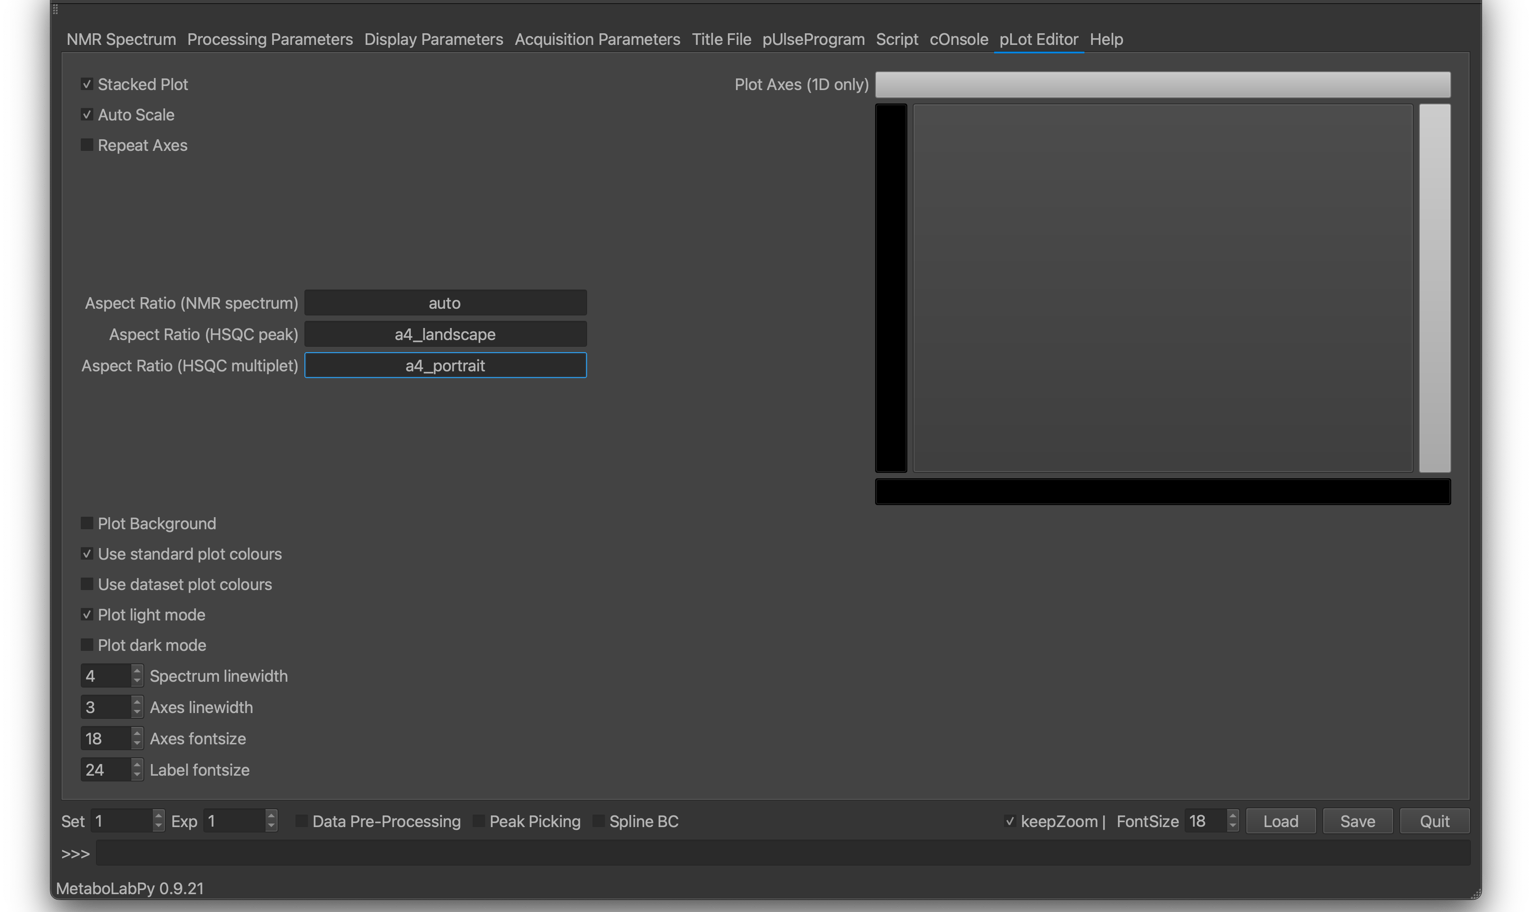 NMR Spectrum Processing Parameters Display Parameters Acquisition Parameters Title File pUlseProgram Script cOnsole pLot Editor Help
Stacked Plot
Plot Axes (1D only)
Auto Scale
Repeat Axes
Aspect Ratio (NMR spectrum) auto
Aspect Ratio (HSQC peak) a4_landscape
Aspect Ratio (HSQC multiplet) a4_portrait
Plot Background
Use standard plot colours
Use dataset plot colours
Plot light mode
Plot dark mode
4 Spectrum linewidth
3 Axes linewidth
18 Axes fontsize
24 Label fontsize
Set 1 Exp 1 Data Pre-Processing Peak Picking Spline BC keepZoom | FontSize 18 Load Save Quit
>>>
MetaboLabPy 0.9.21